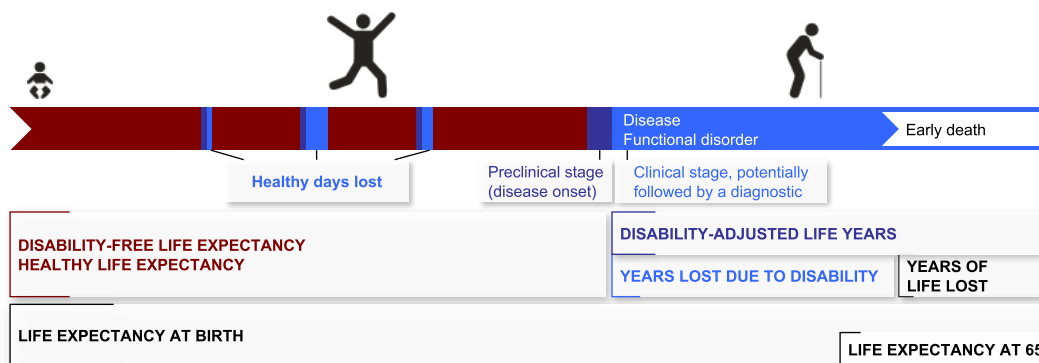 Disease
Functional disorder
Early death
Healthy days lost
Preclinical stage
(disease onset)
Clinical stage, potentially
followed by a diagnostic
DISABILITY-FREE LIFE EXPECTANCY
HEALTHY LIFE EXPECTANCY
DISABILITY-ADJUSTED LIFE YEARS
YEARS LOST DUE TO DISABILITY
YEARS OF
LIFE LOST
LIFE EXPECTANCY AT BIRTH
LIFE EXPECTANCY AT 65